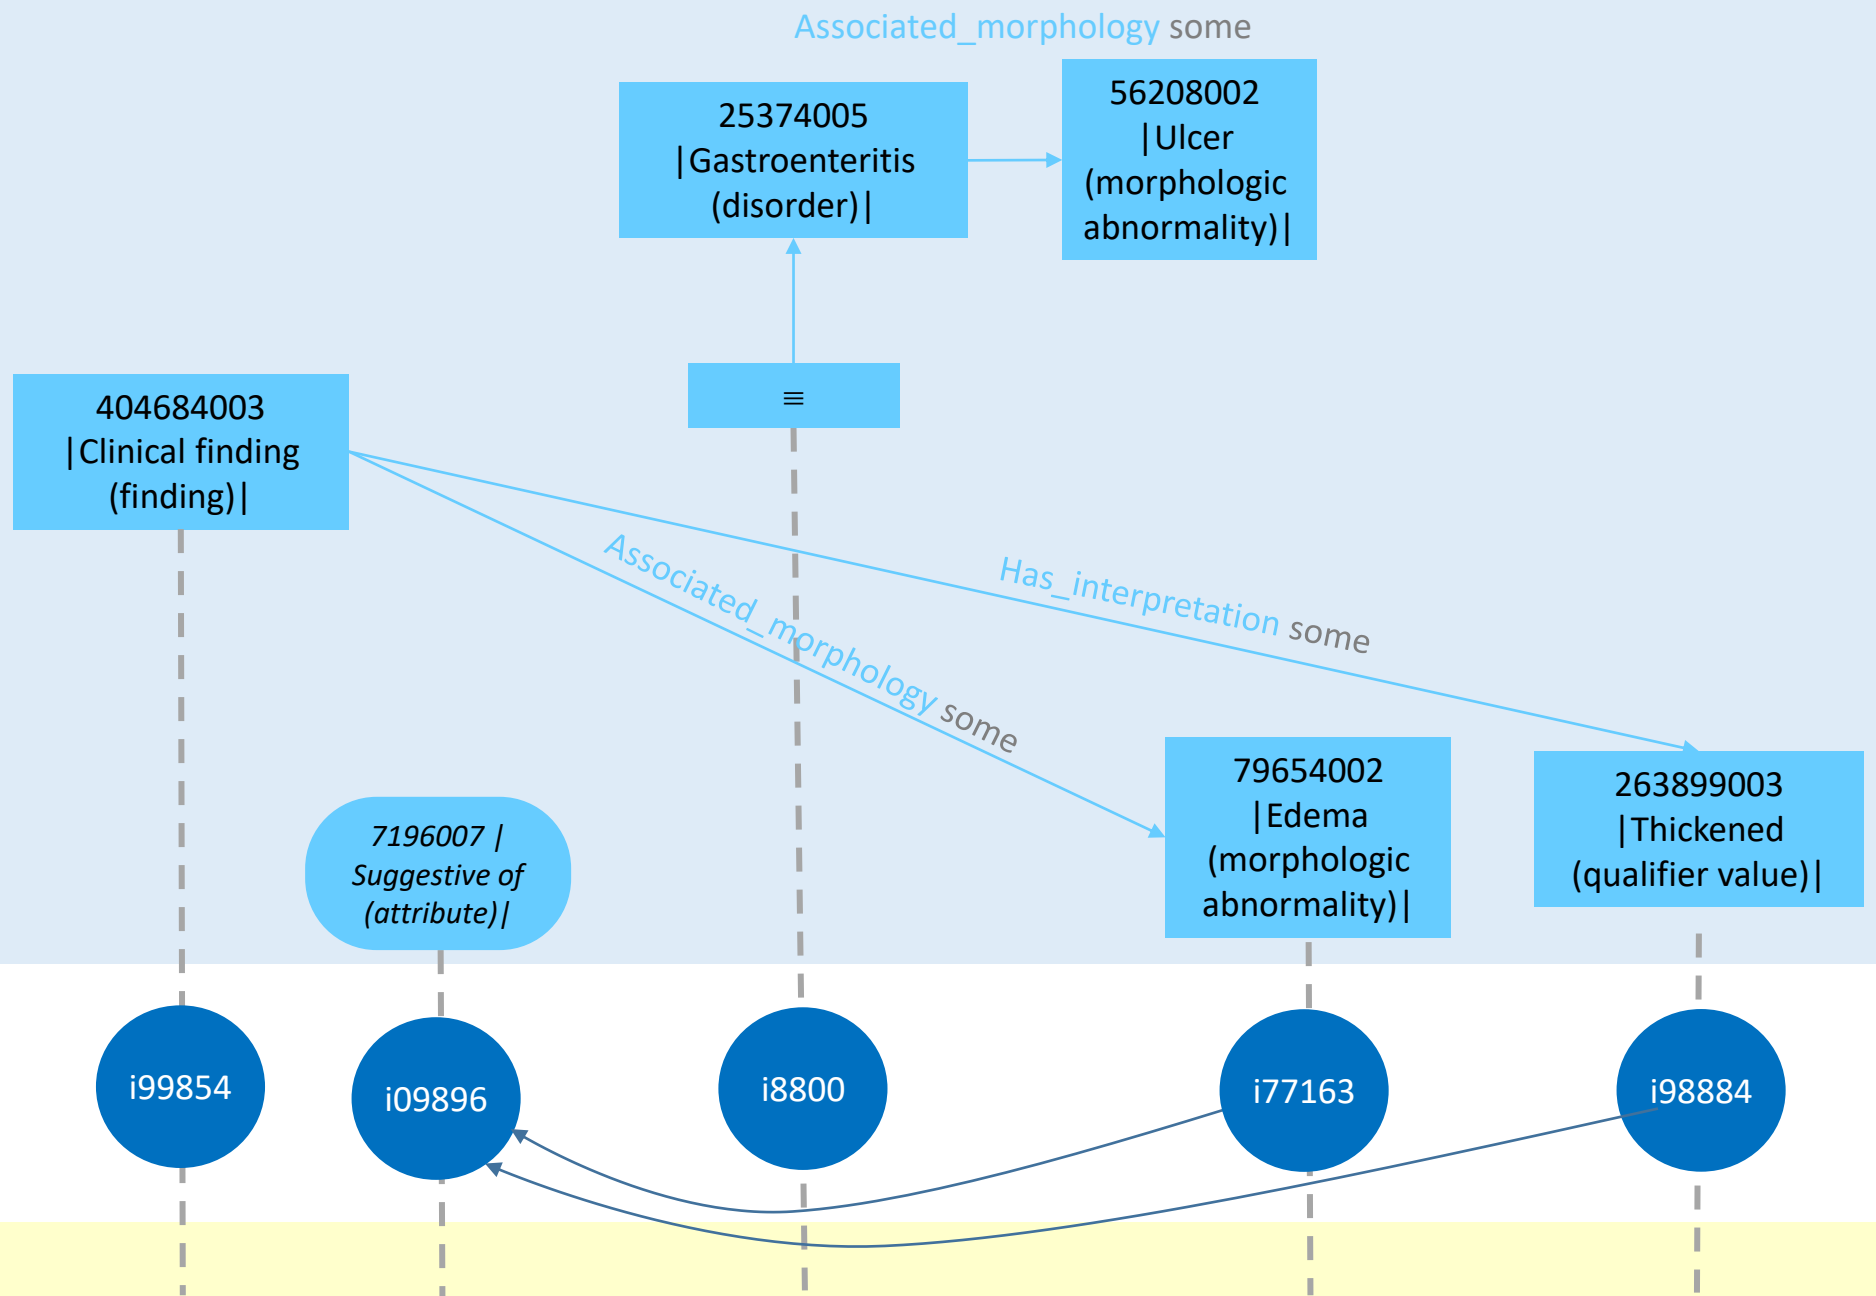 Associated_morphology some
25374005
|Gastroenteritis
(disorder)|
56208002
|Ulcer
(morphologic
abnormality)|
≡
404684003
|Clinical finding
(finding)|
Associated_morphology some
Has_interpretation some
7196007 |
Suggestive of
(attribute)|
79654002
|Edema
(morphologic
abnormality)|
263899003
|Thickened
(qualifier value)|
i99854
i09896
i8800
i77163
i98884